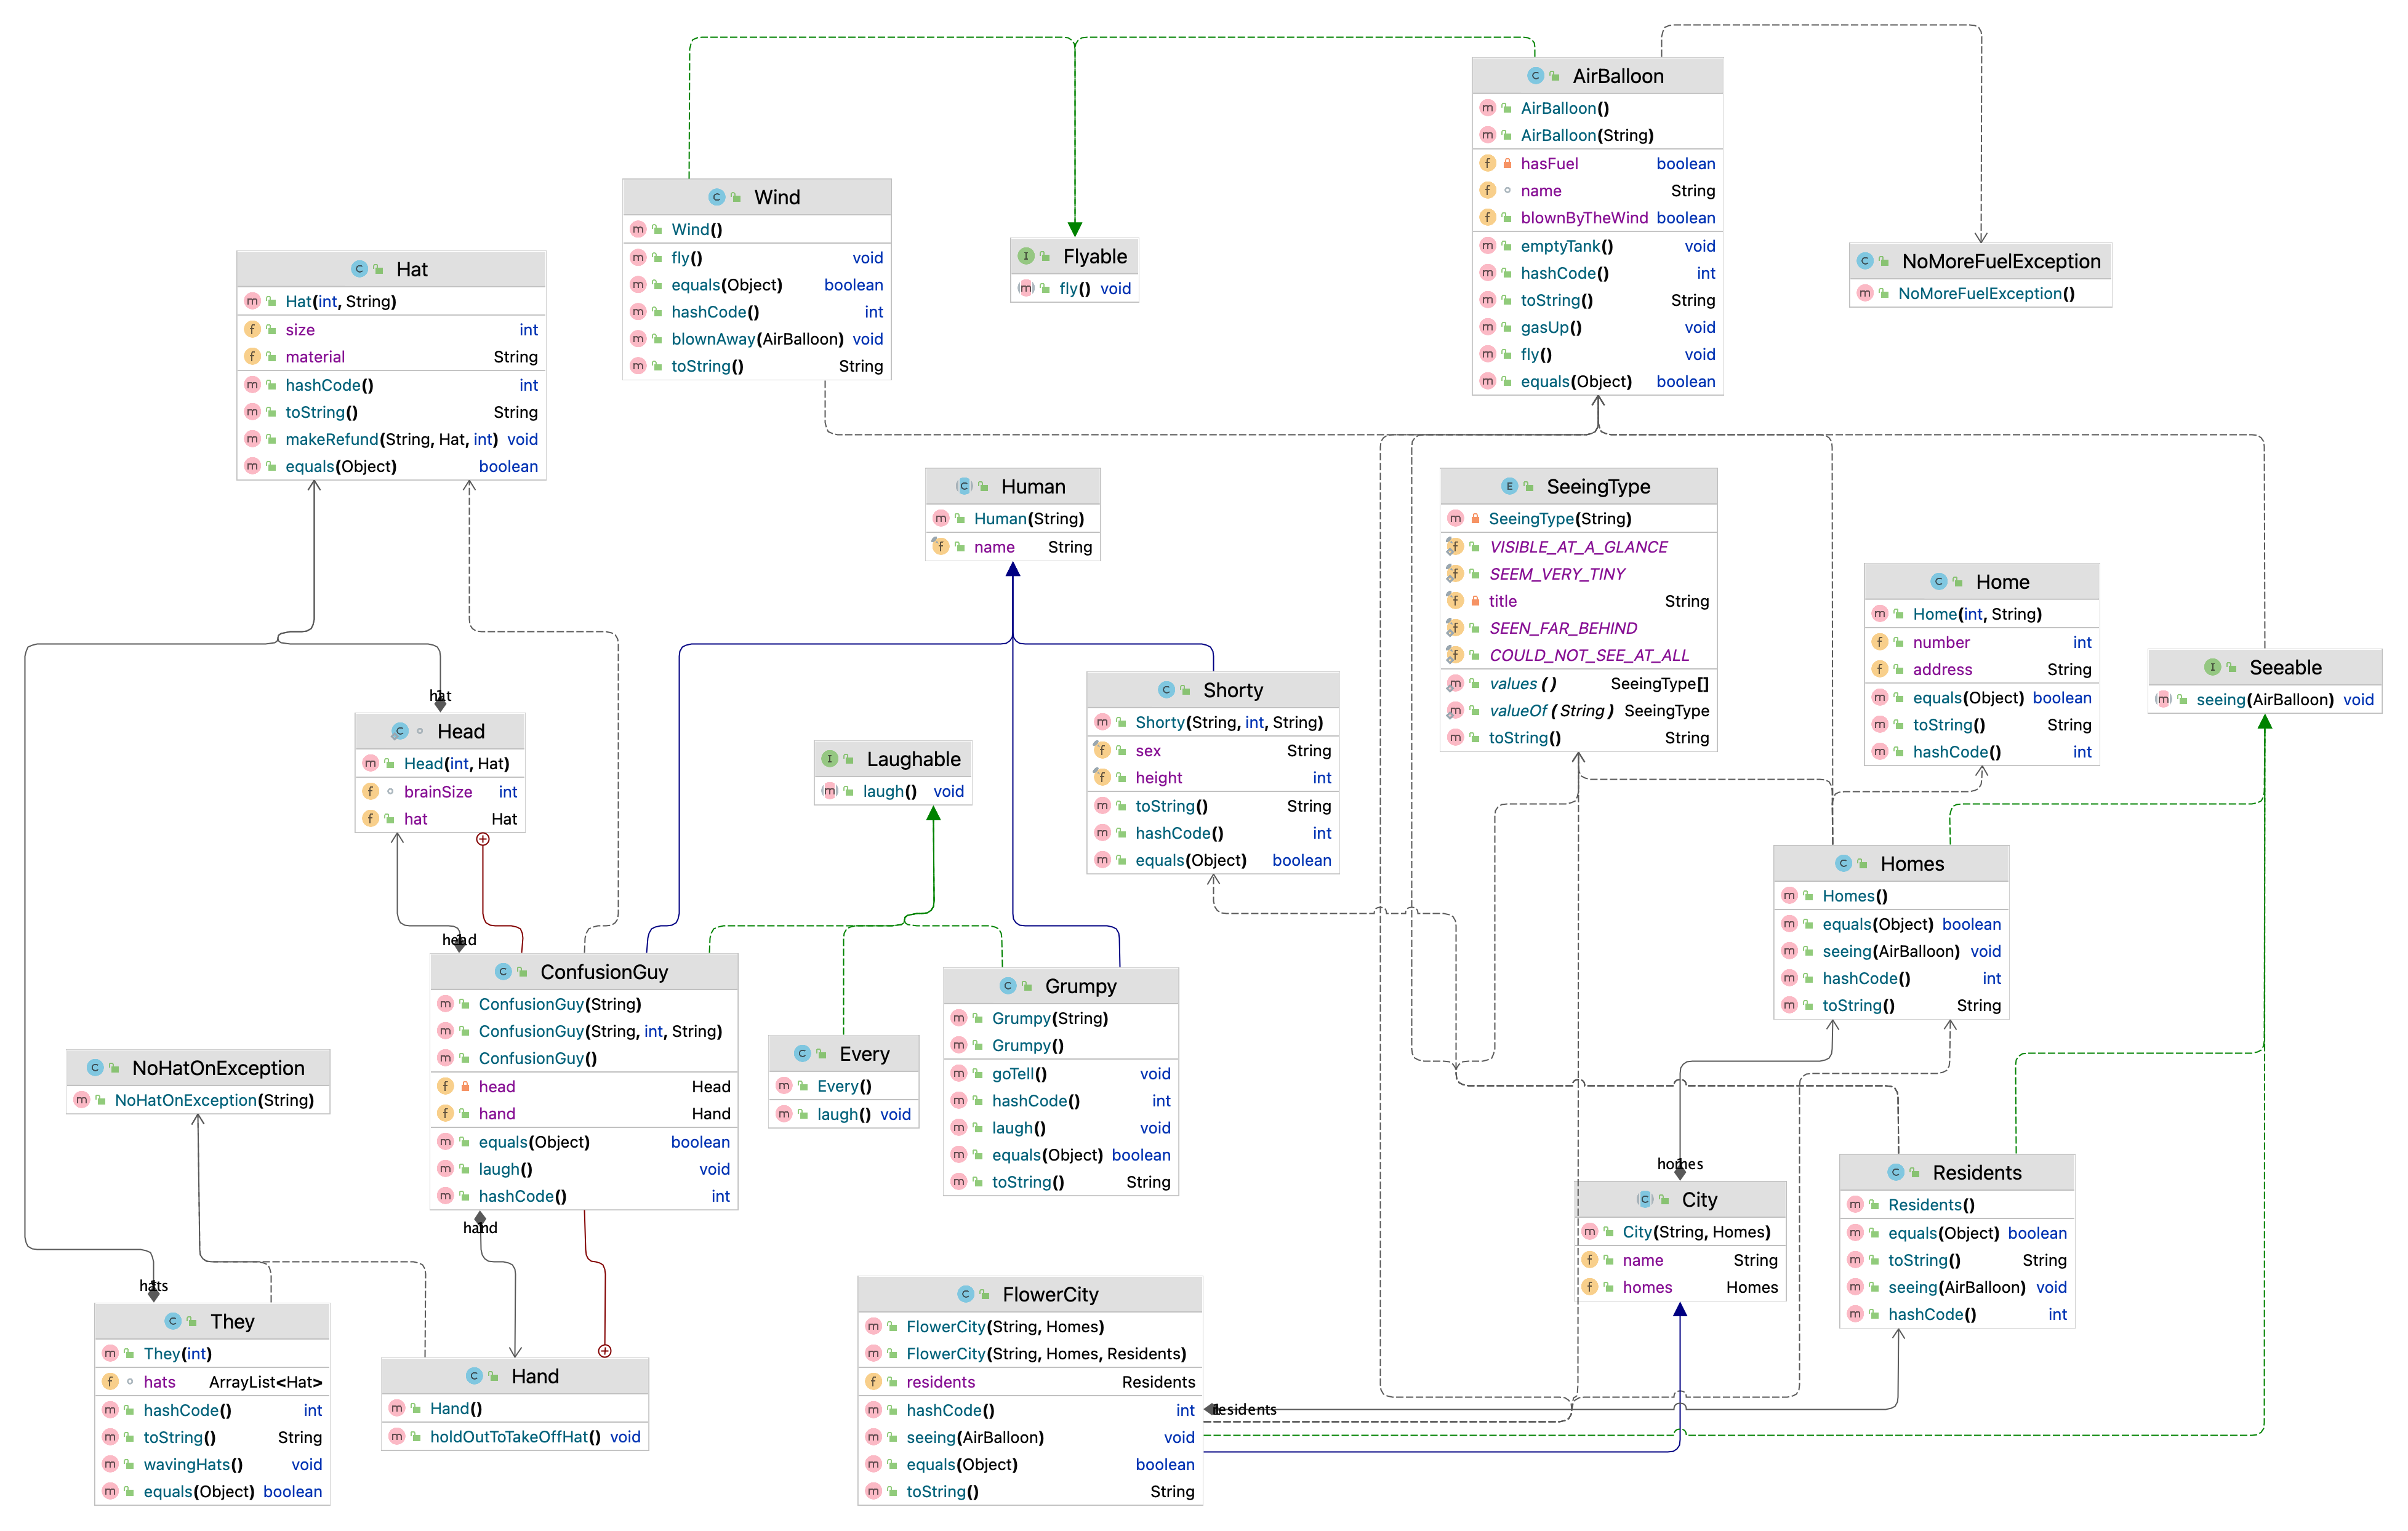 AirBalloon
AirBalloon()
AirBalloon(String)
hasFuel boolean
name String
blownByTheWind boolean
emptyTank() void
hashCode() int
toString() String
gasUp() void
fly() void
equals(Object) boolean
Wind
Wind()
fly() void
equals(Object) boolean
hashCode() int
blownAway(AirBalloon) void
toString() String
Flyable
fly() void
NoMoreFuelException
NoMoreFuelException()
Hat
Hat(int, String)
size int
material String
hashCode() int
toString() String
makeRefund(String, Hat, int) void
equals(Object) boolean
Human
Human(String)
name String
SeeingType
SeeingType(String)
VISIBLE_AT_A_GLANCE
SEEM_VERY_TINY
title String
SEEN_FAR_BEHIND
COULD_NOT_SEE_AT_ALL
values () SeeingType[]
valueOf ( String ) SeeingType
toString() String
Home
Home(int, String)
number int
address String
equals(Object) boolean
toString() String
hashCode() int
Seeable
seeing(AirBalloon) void
Shorty
Shorty(String, int, String)
sex String
height int
toString() String
hashCode() int
equals(Object) boolean
hat
Head
Head(int, Hat)
brainSize int
hat Hat
Laughable
laugh() void
Homes
Homes()
equals(Object) boolean
seeing(AirBalloon) void
hashCode() int
toString() String
head
ConfusionGuy
ConfusionGuy(String)
ConfusionGuy(String, int, String)
ConfusionGuy()
head Head
hand Hand
equals(Object) boolean
laugh() void
hashCode() int
hand
Grumpy
Grumpy(String)
Grumpy()
goTell() void
hashCode() int
laugh() void
equals(Object) boolean
toString() String
Every
Every()
laugh() void
NoHatOnException
NoHatOnException(String)
homes
City
City(String, Homes)
name String
homes Homes
Residents
Residents()
equals(Object) boolean
toString() String
seeing(AirBalloon) void
hashCode() int
hats
They
They(int)
hats ArrayList<Hat>
hashCode() int
toString() String
wavingHats() void
equals(Object) boolean
Hand
Hand()
holdOutToTakeOffHat() void
FlowerCity
FlowerCity(String, Homes)
FlowerCity(String, Homes, Residents)
residents Residents
hashCode() int
seeing(AirBalloon) void
equals(Object) boolean
toString() String
residents